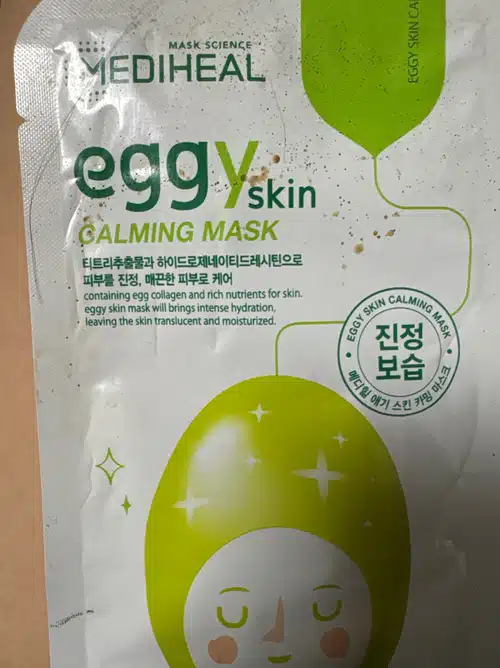 MASK SCIENCE
MEDIHEAL
EGGY SKIN CA
eggy skin
CALMING MASK
티트리추출물과 하이드로제네이티드레시틴으로
피부를 진정, 매끈한 피부로 케어
containing egg collagen and rich nutrients for skin.
eggy skin mask will brings intense hydration,
leaving the skin translucent and moisturized.
EGGY SKIN CALMING MASK
진정
보습
메디힐 에기 스킨 카밍 마스크